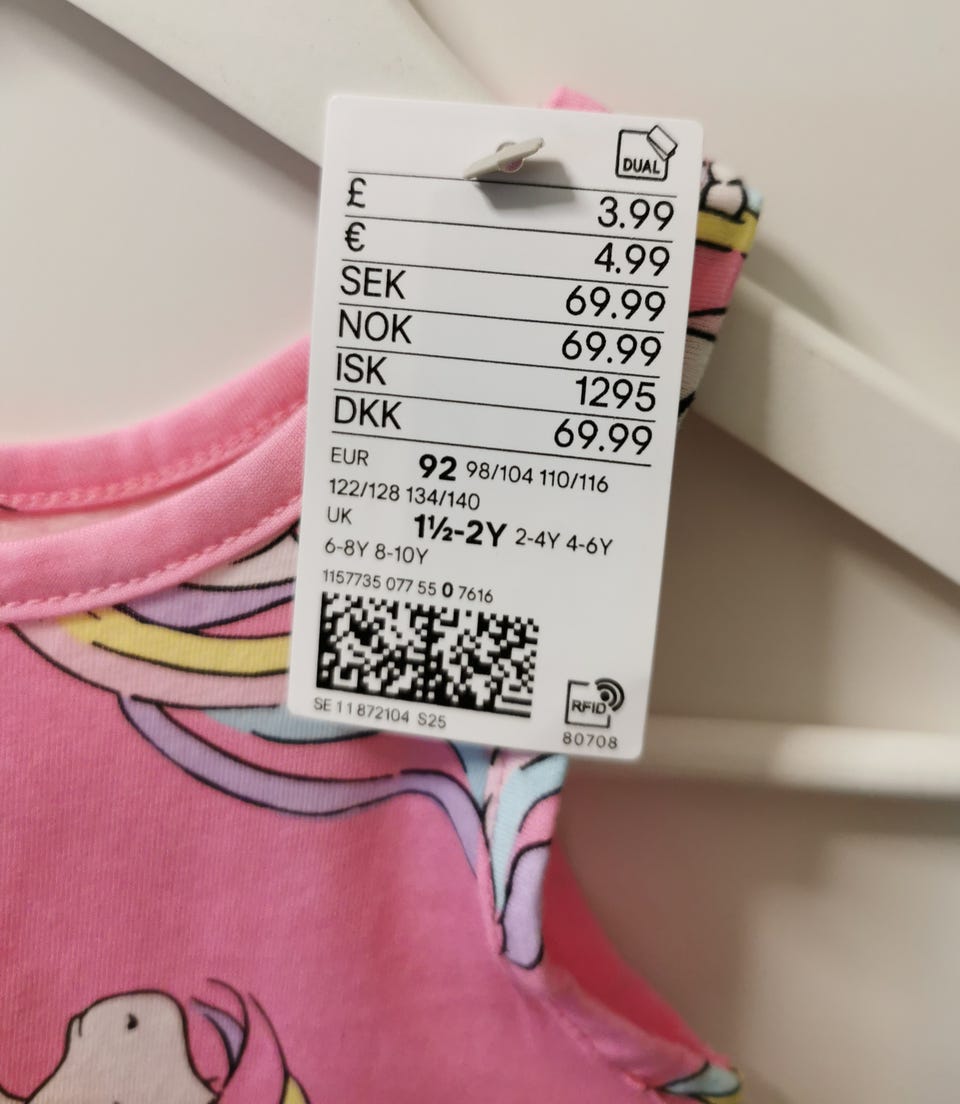 DUAL
£ 3.99
€ 4.99
SEK 69.99
NOK 69.99
ISK 1295
DKK 69.99
EUR 92 98/104 110/116
122/128 134/140
UK 1½-2Y 2-4Y 4-6Y
6-8Y 8-10Y
1157735 077 55 0 7616
SE 11 872104 S25
RFID
80708